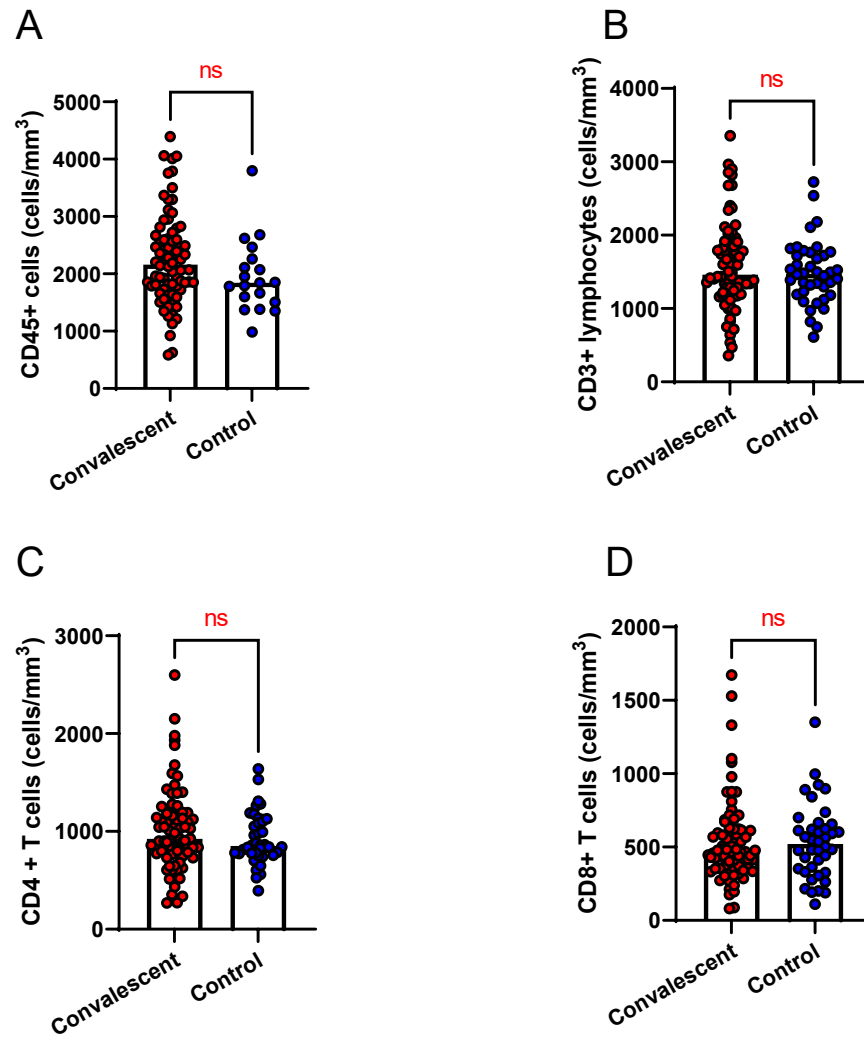 A
ns
CD45+ cells (cells/mm³)
5000
4000
3000
2000
1000
0
Convalescent
Control
B
ns
CD3+ lymphocytes (cells/mm³)
4000
3000
2000
1000
0
Convalescent
Control
C
ns
CD4 + T cells (cells/mm³)
3000
2000
1000
0
Convalescent
Control
D
ns
CD8+ T cells (cells/mm³)
2000
1500
1000
500
0
Convalescent
Control